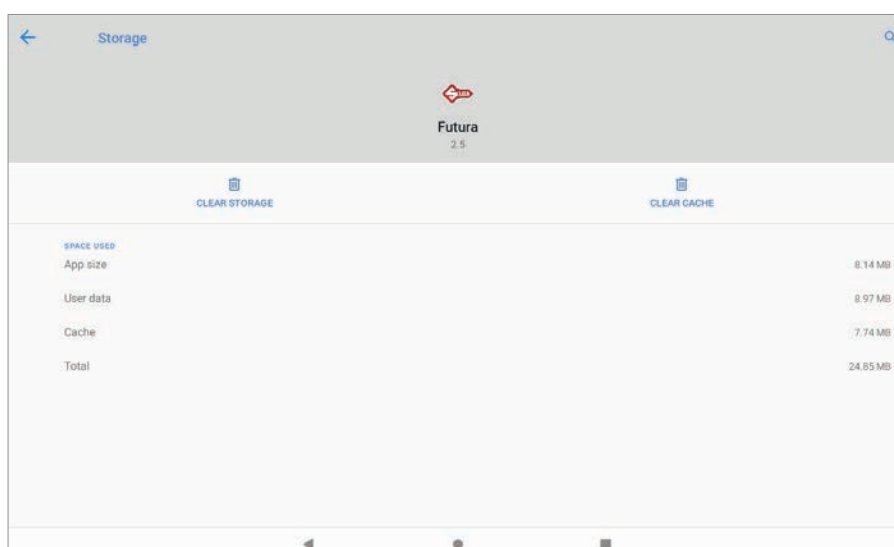 Storage
Futura
2.5
CLEAR STORAGE
CLEAR CACHE
SPACE USED
App size
8.14 MB
User data
8.97 MB
Cache
7.74 MB
Total
24.85 MB